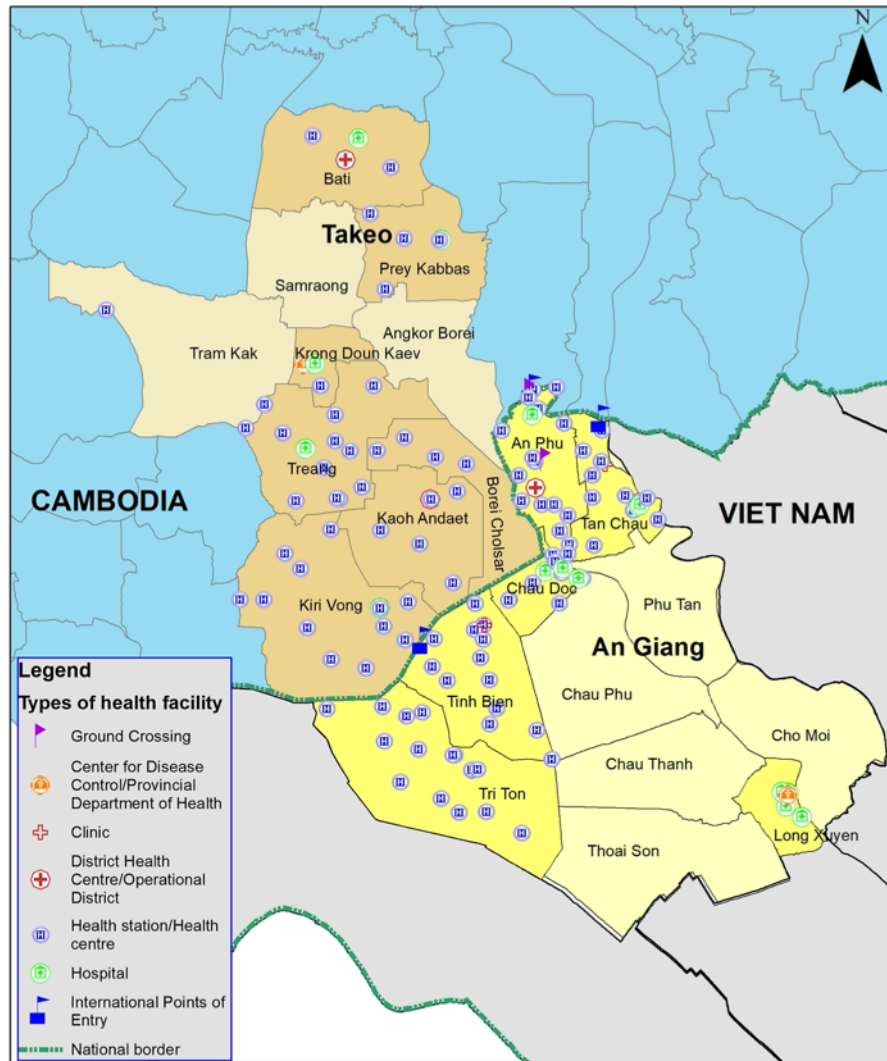 N
Bati
Takeo
Prey Kabbas
Samraong
Angkor Borei
Tram Kak
Krong Doun Kaev
An Phu
Treang
CAMBODIA
Kaoh Andaet
Borei Cholsar
Tan Chau
VIET NAM
Chau Doc
Kiri Vong
Phu Tan
An Giang
Tinh Bien
Chau Phu
Cho Moi
Chau Thanh
Tri Ton
Long Xuyen
Thoai Son
Legend
Types of health facility
Ground Crossing
Center for Disease
Control/Provincial
Department of Health
Clinic
District Health
Centre/Operational
District
Health station/Health
centre
Hospital
International Points of
Entry
National border